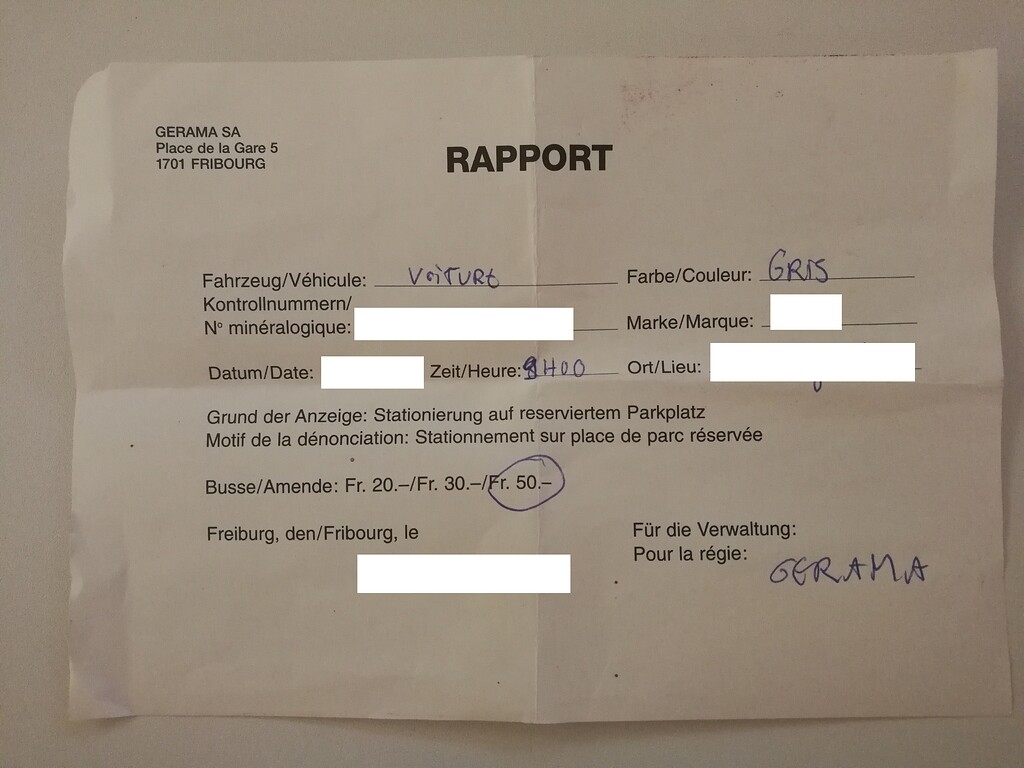 GERAMA SA
Place de la Gare 5
1701 FRIBOURG
RAPPORT
Fahrzeug/Véhicule: VOITURE Farbe/Couleur: GRIS
Kontrollnummern/
N° minéralogique: Marke/Marque:
Datum/Date: Zeit/Heure: 8H00 Ort/Lieu:
Grund der Anzeige: Stationierung auf reserviertem Parkplatz
Motif de la dénonciation: Stationnement sur place de parc réservée
Busse/Amende: Fr. 20.–/Fr. 30.–/Fr. 50.–
Freiburg, den/Fribourg, le Für die Verwaltung:
Pour la régie:
GERAMA